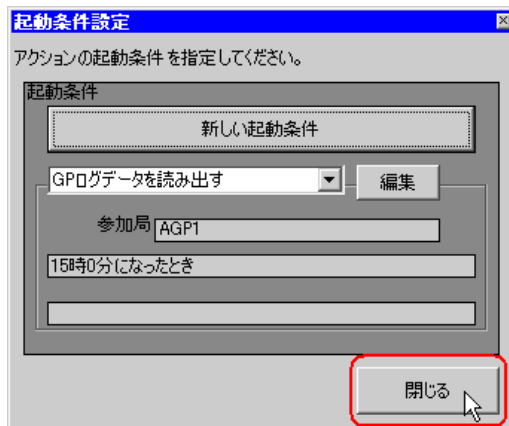 起動条件設定
アクションの起動条件を指定してください。
起動条件
新しい起動条件
GPログデータを読み出す
編集
参加局 AGP1
15時0分になったとき
閉じる